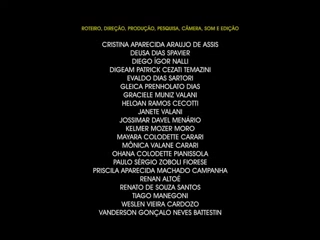 ROTEIRO, DIREÇÃO, PRODUÇÃO, PESQUISA, CÂMERA, SOM E EDIÇÃO
CRISTINA APARECIDA ARAUJO DE ASSIS
DEUSA DIAS SPAVIER
DIEGO ÍGOR NALLI
DIGEAM PATRICK CEZATI TEMAZINI
EVALDO DIAS SARTORI
GLEICA PRENHOLATO DIAS
GRACIELE MUNIZ VALANI
HELOAN RAMOS CECOTTI
JANETE VALANI
JOSSIMAR DAVEL MENÁRIO
KELMER MOZER MORO
MAYARA COLODETTE CARARI
MÔNICA VALANE CARARI
OHANA COLODETTE PIANISSOLA
PAULO SÉRGIO ZOBOLI FIORESE
PRISCILA APARECIDA MACHADO CAMPANHA
RENAN ALTOÉ
RENATO DE SOUZA SANTOS
TIAGO MANEGONI
WESLEN VIEIRA CARDOZO
VANDERSON GONÇALO NEVES BATTESTIN